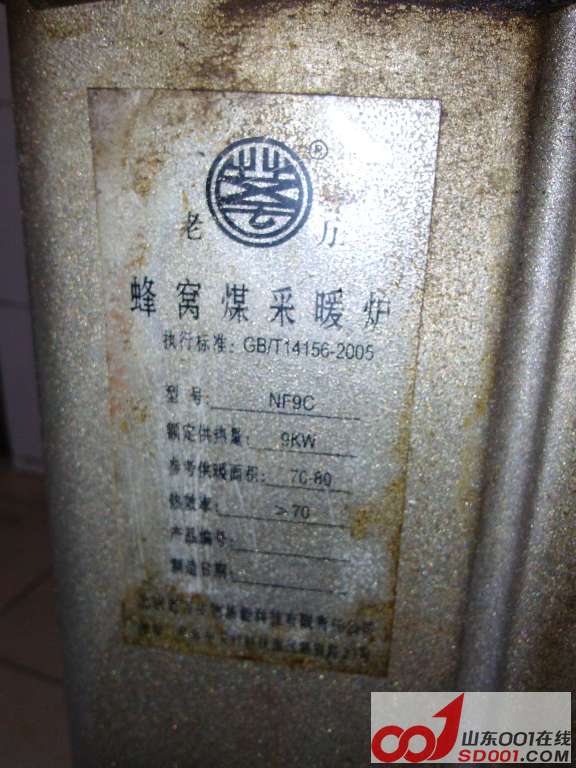 ®
老万
蜂窝煤采暖炉
执行标准: GB/T14156-2005
型号: NF9C
额定供热量: 9KW
参考供暖面积: 70-80
热效率: ≥70
产品编号:
制造日期:
山东001在线
SD001.COM